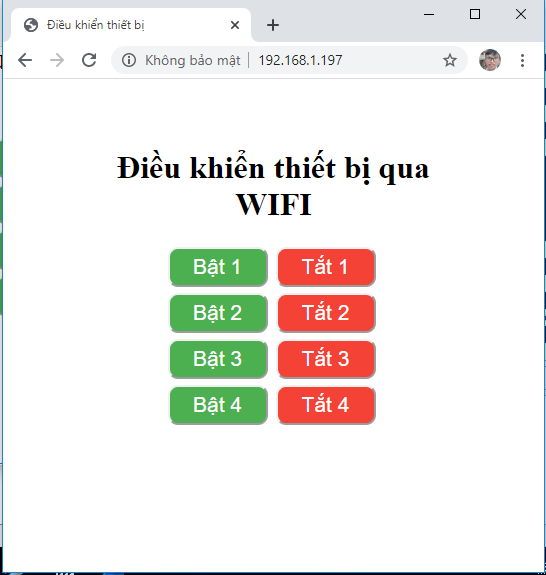 Điều khiển thiết bị
Không bảo mật | 192.168.1.197
Điều khiển thiết bị qua
WIFI
Bật 1 Tắt 1
Bật 2 Tắt 2
Bật 3 Tắt 3
Bật 4 Tắt 4